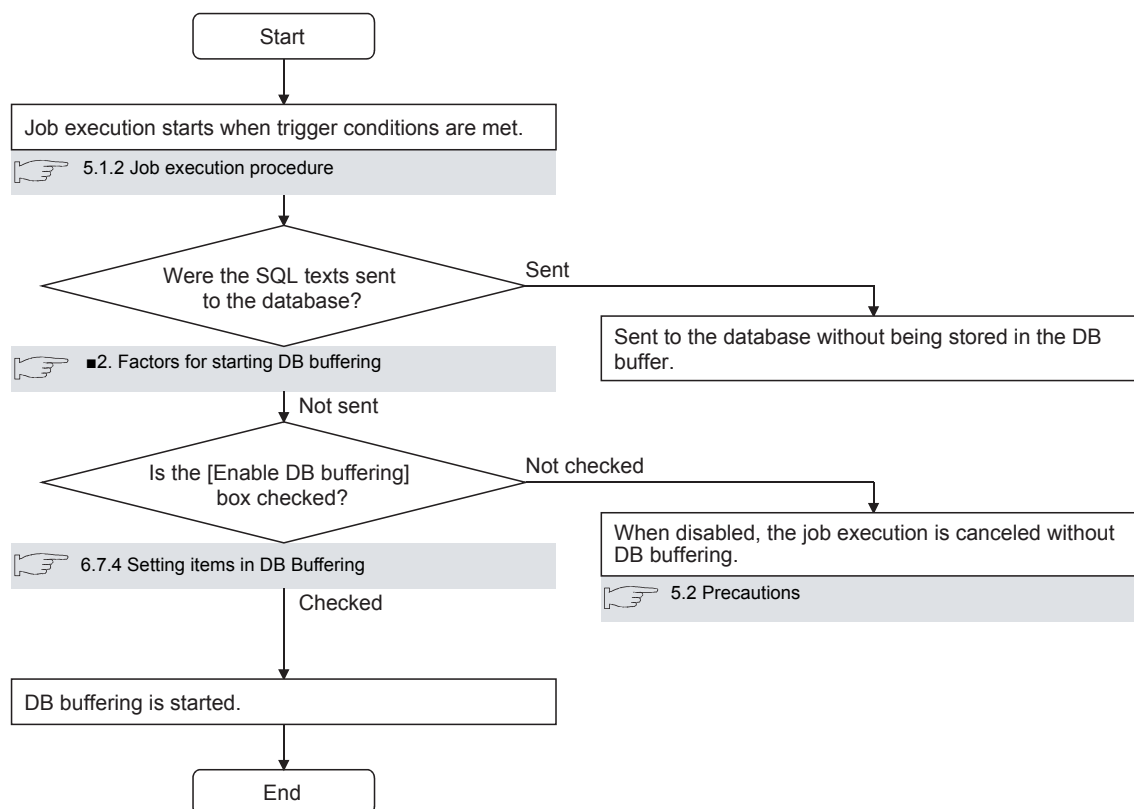 Start
Job execution starts when trigger conditions are met.
5.1.2 Job execution procedure
Were the SQL texts sent
to the database?
Sent
Sent to the database without being stored in the DB
buffer.
■2. Factors for starting DB buffering
Not sent
Is the [Enable DB buffering]
box checked?
Not checked
When disabled, the job execution is canceled without
DB buffering.
5.2 Precautions
6.7.4 Setting items in DB Buffering
Checked
DB buffering is started.
End